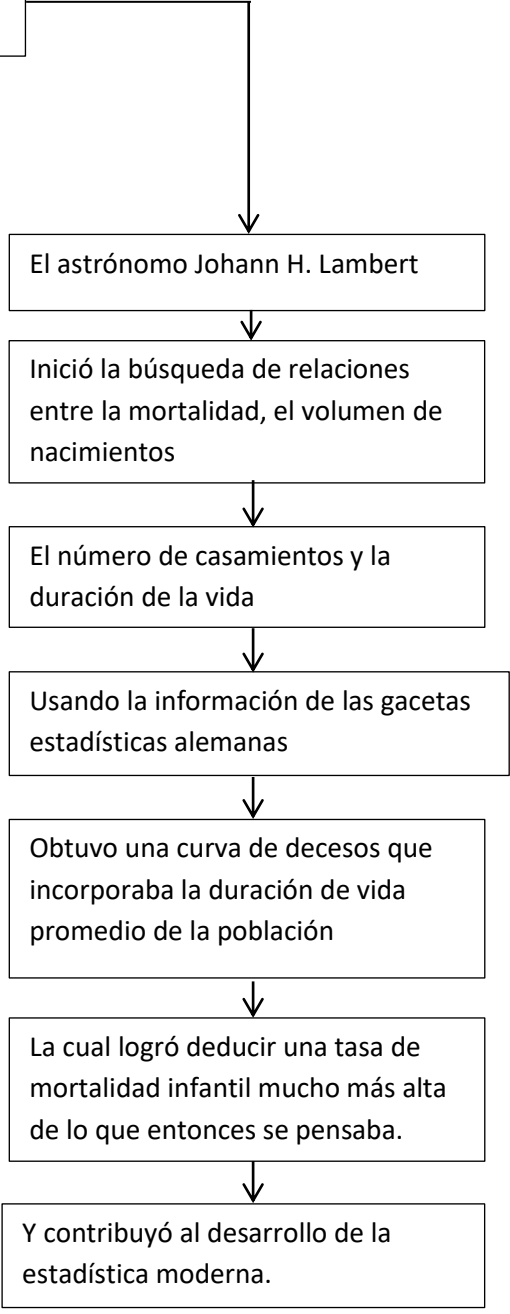 El astrónomo Johann H. Lambert
Inició la búsqueda de relaciones
entre la mortalidad, el volumen de
nacimientos
El número de casamientos y la
duración de la vida
Usando la información de las gacetas
estadísticas alemanas
Obtuvo una curva de decesos que
incorporaba la duración de vida
promedio de la población
La cual logró deducir una tasa de
mortalidad infantil mucho más alta
de lo que entonces se pensaba.
Y contribuyó al desarrollo de la
estadística moderna.